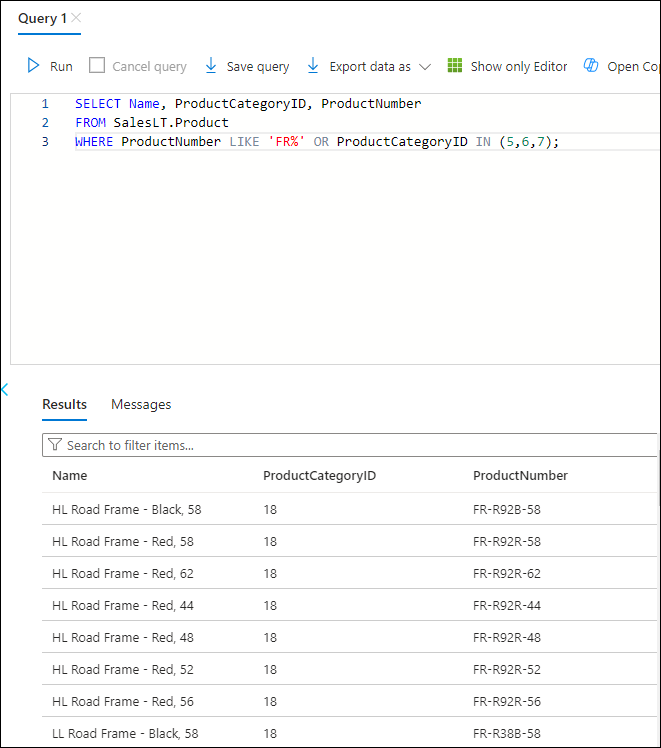 Query 1
Run Cancel query Save query Export data as Show only Editor Open Cop
1 SELECT Name, ProductCategoryID, ProductNumber
2 FROM SalesLT.Product
3 WHERE ProductNumber LIKE 'FR%' OR ProductCategoryID IN (5,6,7);
Results Messages
Search to filter items...
Name ProductCategoryID ProductNumber
HL Road Frame - Black, 58 18 FR-R92B-58
HL Road Frame - Red, 58 18 FR-R92R-58
HL Road Frame - Red, 62 18 FR-R92R-62
HL Road Frame - Red, 44 18 FR-R92R-44
HL Road Frame - Red, 48 18 FR-R92R-48
HL Road Frame - Red, 52 18 FR-R92R-52
HL Road Frame - Red, 56 18 FR-R92R-56
LL Road Frame - Black, 58 18 FR-R38B-58